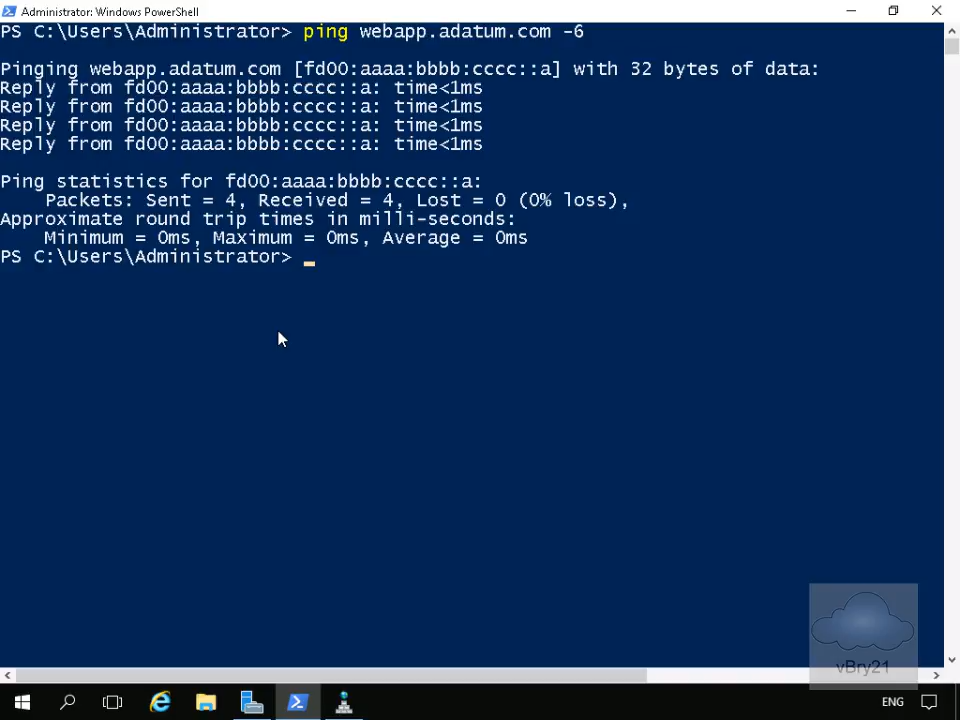 Administrator: Windows PowerShell
PS C:\Users\Administrator> ping webapp.adatum.com -6
Pinging webapp.adatum.com [fd00:aaaa:bbbb:cccc::a] with 32 bytes of data:
Reply from fd00:aaaa:bbbb:cccc::a: time<1ms
Reply from fd00:aaaa:bbbb:cccc::a: time<1ms
Reply from fd00:aaaa:bbbb:cccc::a: time<1ms
Reply from fd00:aaaa:bbbb:cccc::a: time<1ms
Ping statistics for fd00:aaaa:bbbb:cccc::a:
Packets: Sent = 4, Received = 4, Lost = 0 (0% loss),
Approximate round trip times in milli-seconds:
Minimum = 0ms, Maximum = 0ms, Average = 0ms
PS C:\Users\Administrator>
vBry21
ENG